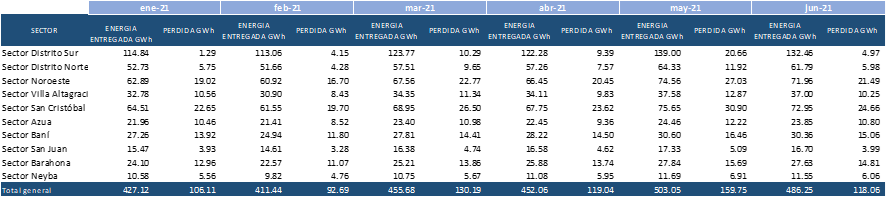 ene-21 feb-21 mar-21 abr-21 may-21 jun-21
SECTOR ENERGIA ENTREGADA GWh PERDIDA GWh ENERGIA ENTREGADA GWh PERDIDA GWh ENERGIA ENTREGADA GWh PERDIDA GWh ENERGIA ENTREGADA GWh PERDIDA GWh ENERGIA ENTREGADA GWh PERDIDA GWh ENERGIA ENTREGADA GWh PERDIDA GWh
Sector Distrito Sur 114.84 1.29 113.06 4.15 123.77 10.29 122.28 9.39 139.00 20.66 132.46 4.97
Sector Distrito Norte 52.73 5.75 51.66 4.28 57.51 9.65 57.26 7.57 64.33 11.92 61.79 5.98
Sector Noroeste 62.89 19.02 60.92 16.70 67.56 22.77 66.45 20.45 74.56 27.03 71.96 21.49
Sector Villa Altagraci 32.78 10.56 30.90 8.43 34.35 11.34 34.11 9.83 37.58 12.87 37.00 10.25
Sector San Cristóbal 64.51 22.65 61.55 19.70 68.95 26.50 67.75 23.62 75.65 30.90 72.95 24.66
Sector Azua 21.96 10.46 21.41 8.52 23.40 10.98 22.45 9.36 24.46 12.22 23.85 10.80
Sector Baní 27.26 13.92 24.94 11.80 27.81 14.41 28.22 14.50 30.60 16.46 30.36 15.06
Sector San Juan 15.47 3.93 14.61 3.28 16.38 4.74 16.58 4.62 17.33 5.09 16.70 3.99
Sector Barahona 24.10 12.96 22.57 11.07 25.21 13.86 25.88 13.74 27.84 15.69 27.63 14.81
Sector Neyba 10.58 5.56 9.82 4.76 10.75 5.67 11.08 5.95 11.69 6.91 11.55 6.06
Total general 427.12 106.11 411.44 92.69 455.68 130.19 452.06 119.04 503.05 159.75 486.25 118.06